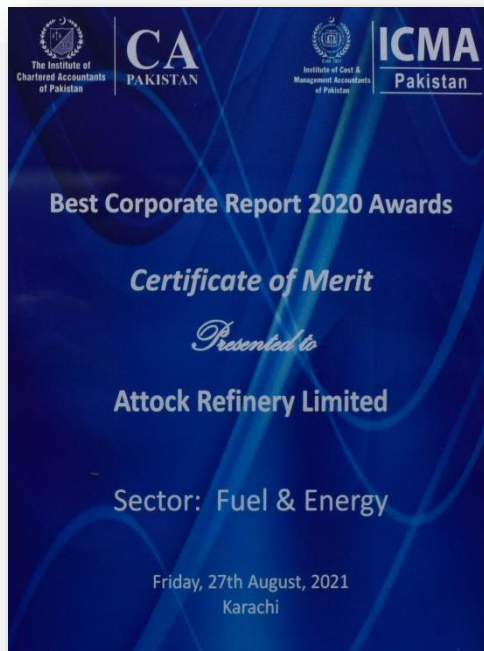 The Institute of
Chartered Accountants
of Pakistan
CA
PAKISTAN
Institute of Cost &
Management Accountants
of Pakistan
ICMA
Pakistan
Best Corporate Report 2020 Awards
Certificate of Merit
Presented to
Attock Refinery Limited
Sector: Fuel & Energy
Friday, 27th August, 2021
Karachi